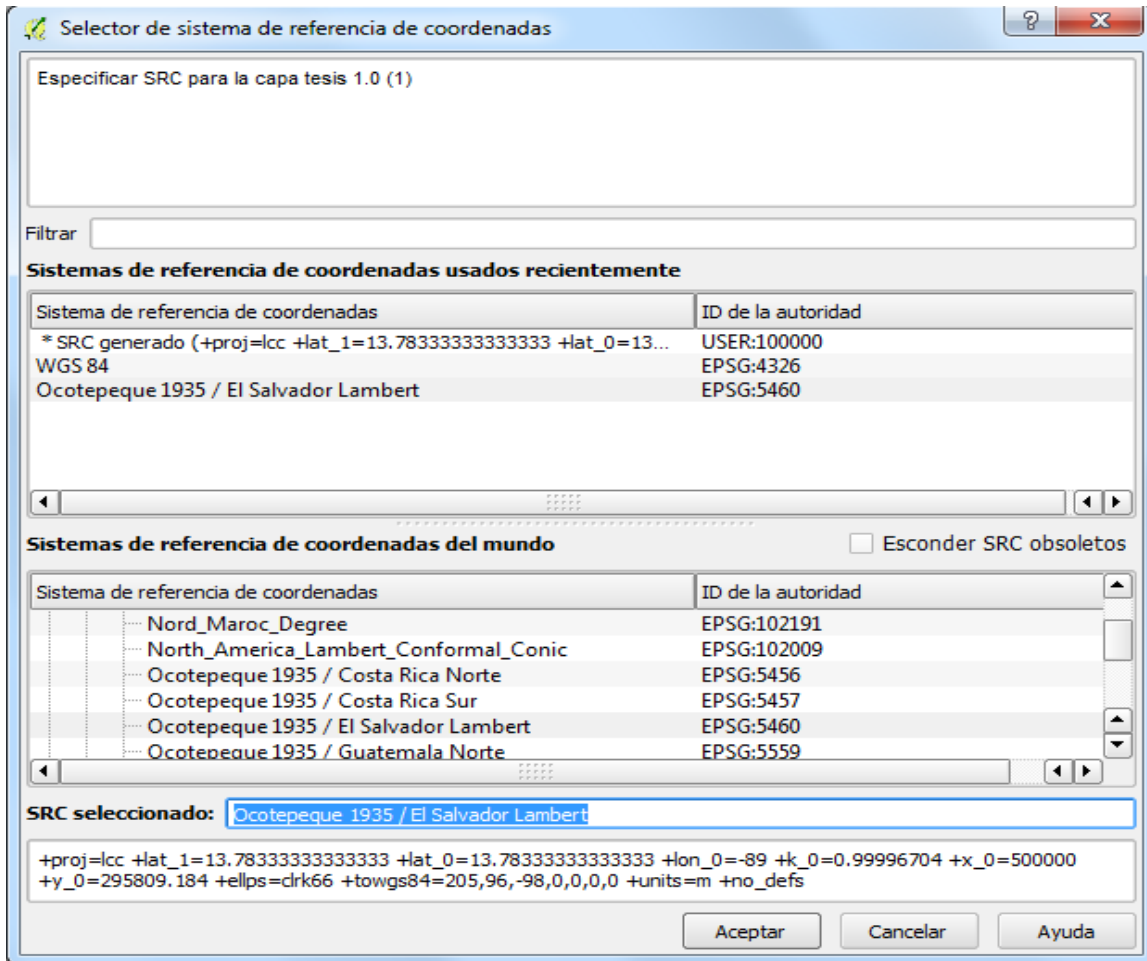 Selector de sistema de referencia de coordenadas
Especificar SRC para la capa tesis 1.0 (1)
Filtrar
Sistemas de referencia de coordenadas usados recientemente
Sistema de referencia de coordenadas ID de la autoridad
* SRC generado (+proj=lcc +lat_1=13.78333333333333 +lat_0=13... USER:100000
WGS 84 EPSG:4326
Ocotepeque 1935 / El Salvador Lambert EPSG:5460
Sistemas de referencia de coordenadas del mundo Esconder SRC obsoletos
Sistema de referencia de coordenadas ID de la autoridad
Nord_Maroc_Degree EPSG:102191
North_America_Lambert_Conformal_Conic EPSG:102009
Ocotepeque 1935 / Costa Rica Norte EPSG:5456
Ocotepeque 1935 / Costa Rica Sur EPSG:5457
Ocotepeque 1935 / El Salvador Lambert EPSG:5460
Ocotepeque 1935 / Guatemala Norte EPSG:5559
SRC seleccionado: Ocotepeque 1935 / El Salvador Lambert
+proj=lcc +lat_1=13.78333333333333 +lat_0=13.78333333333333 +lon_0=-89 +k_0=0.99996704 +x_0=500000
+y_0=295809.184 +ellps=clrk66 +towgs84=205,96,-98,0,0,0,0 +units=m +no_defs
Aceptar Cancelar Ayuda